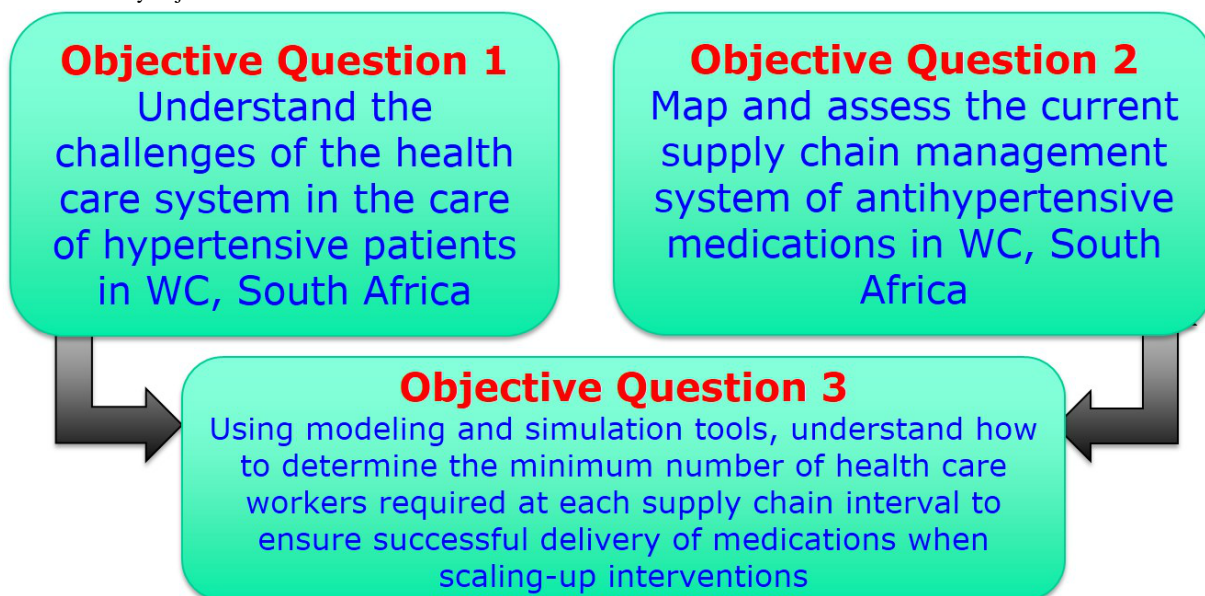 Objective Question 1
Understand the
challenges of the health
care system in the care
of hypertensive patients
in WC, South Africa
Objective Question 2
Map and assess the current
supply chain management
system of antihypertensive
medications in WC, South
Africa
Objective Question 3
Using modeling and simulation tools, understand how
to determine the minimum number of health care
workers required at each supply chain interval to
ensure successful delivery of medications when
scaling-up interventions